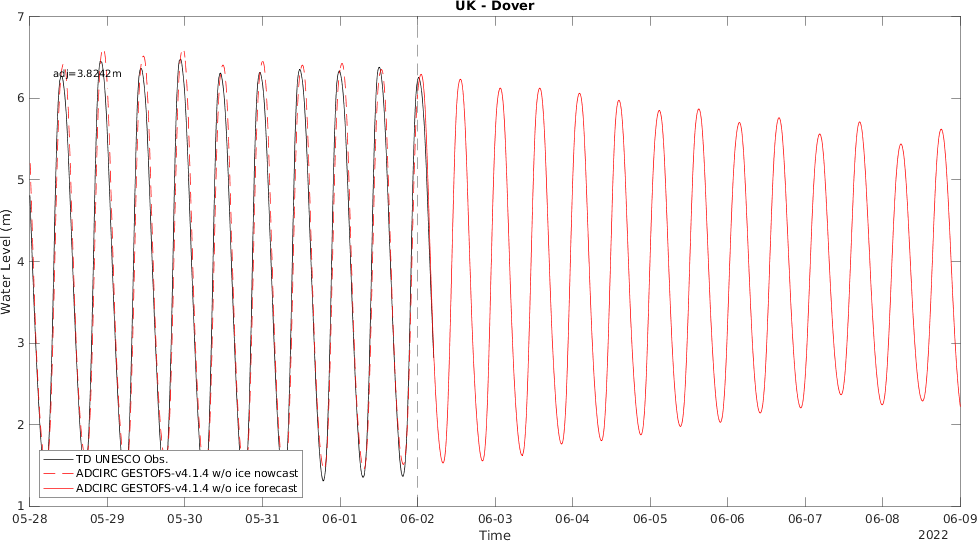 UK - Dover
7
adj=3.8242m
6
5
4
3
2
1
Water Level (m)
TD UNESCO Obs.
ADCIRC GESTOFS-v4.1.4 w/o ice nowcast
ADCIRC GESTOFS-v4.1.4 w/o ice forecast
05-28 05-29 05-30 05-31 06-01 06-02 06-03 06-04 06-05 06-06 06-07 06-08 06-09
Time
2022